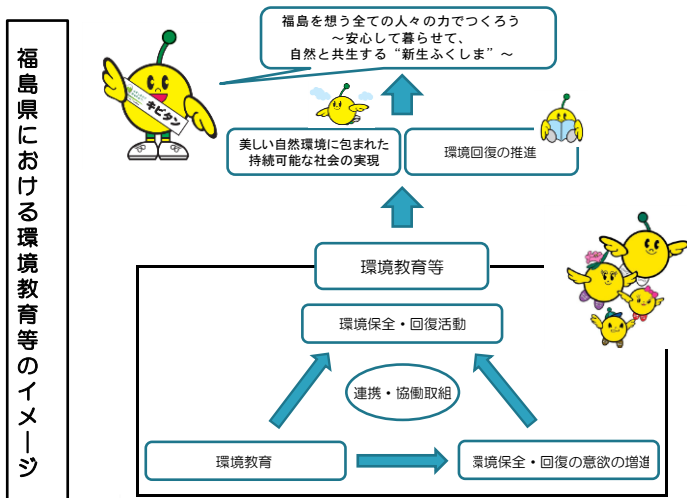 福島県における環境教育等のイメージ
福島を想う全ての人々の力でつくろう
~安心して暮らせて、
自然と共生する“新生ふくしま”~
キビタン
美しい自然環境に包まれた
持続可能な社会の実現
環境回復の推進
環境教育等
環境保全・回復活動
連携・協働取組
環境教育
環境保全・回復の意欲の増進